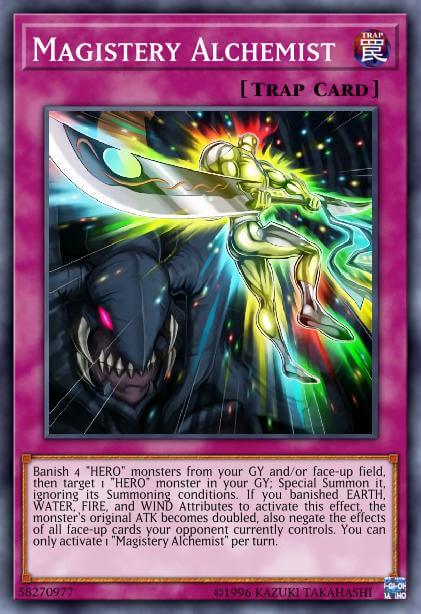 MAGISTERY ALCHEMIST
TRAP
罠
[TRAP CARD]
Banish 4 "HERO" monsters from your GY and/or face-up field,
then target 1 "HERO" monster in your GY; Special Summon it,
ignoring its Summoning conditions. If you banished EARTH,
WATER, FIRE, and WIND Attributes to activate this effect, the
monster's original ATK becomes doubled, also negate the effects
of all face-up cards your opponent currently controls. You can
only activate 1 "Magistery Alchemist" per turn.
58270977
©1996 KAZUKI TAKAHASHI